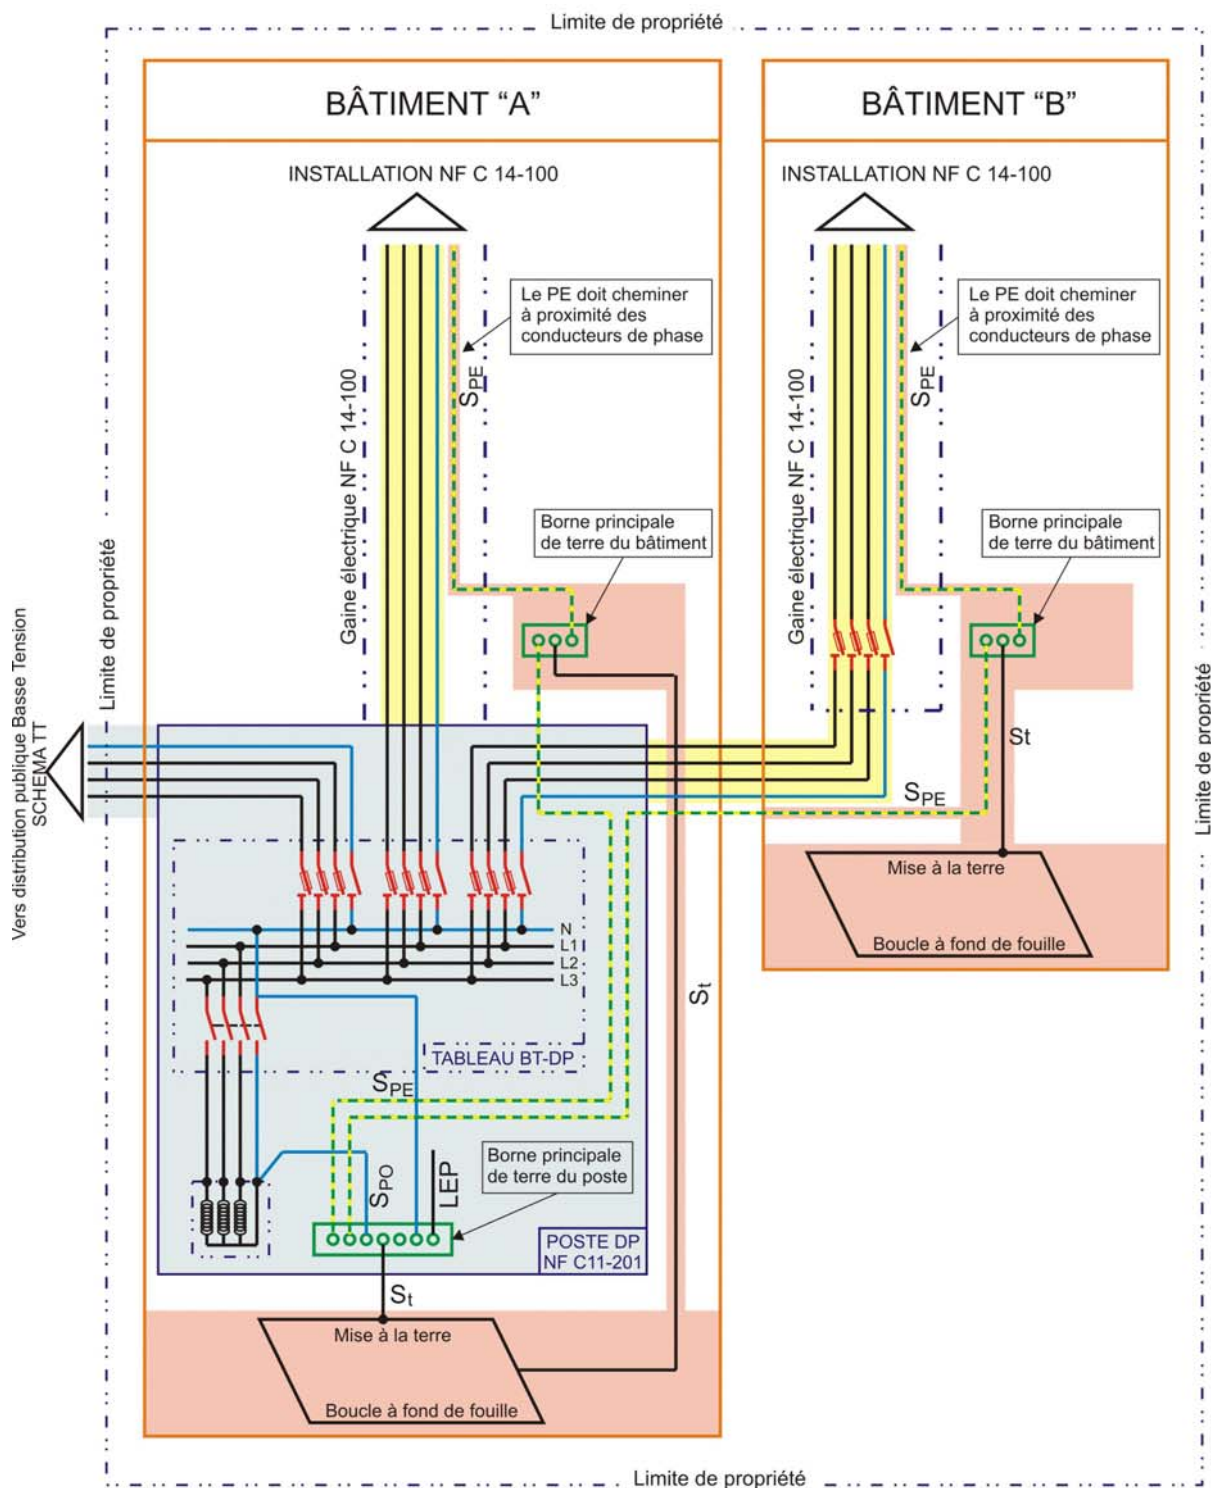 Limite de propriété
BÂTIMENT “A”
BÂTIMENT “B”
INSTALLATION NF C 14-100
INSTALLATION NF C 14-100
Le PE doit cheminer
à proximité des
conducteurs de phase
Le PE doit cheminer
à proximité des
conducteurs de phase
SPE
SPE
Gaine électrique NF C 14-100
Gaine électrique NF C 14-100
Borne principale
de terre du bâtiment
Borne principale
de terre du bâtiment
Limite de propriété
Limite de propriété
Vers distribution publique Basse Tension
SCHEMA TT
St
SPE
Mise à la terre
Boucle à fond de fouille
N
L1
L2
L3
St
TABLEAU BT-DP
SPE
SPO
LEP
Borne principale
de terre du poste
POSTE DP
NF C11-201
St
Mise à la terre
Boucle à fond de fouille
Limite de propriété